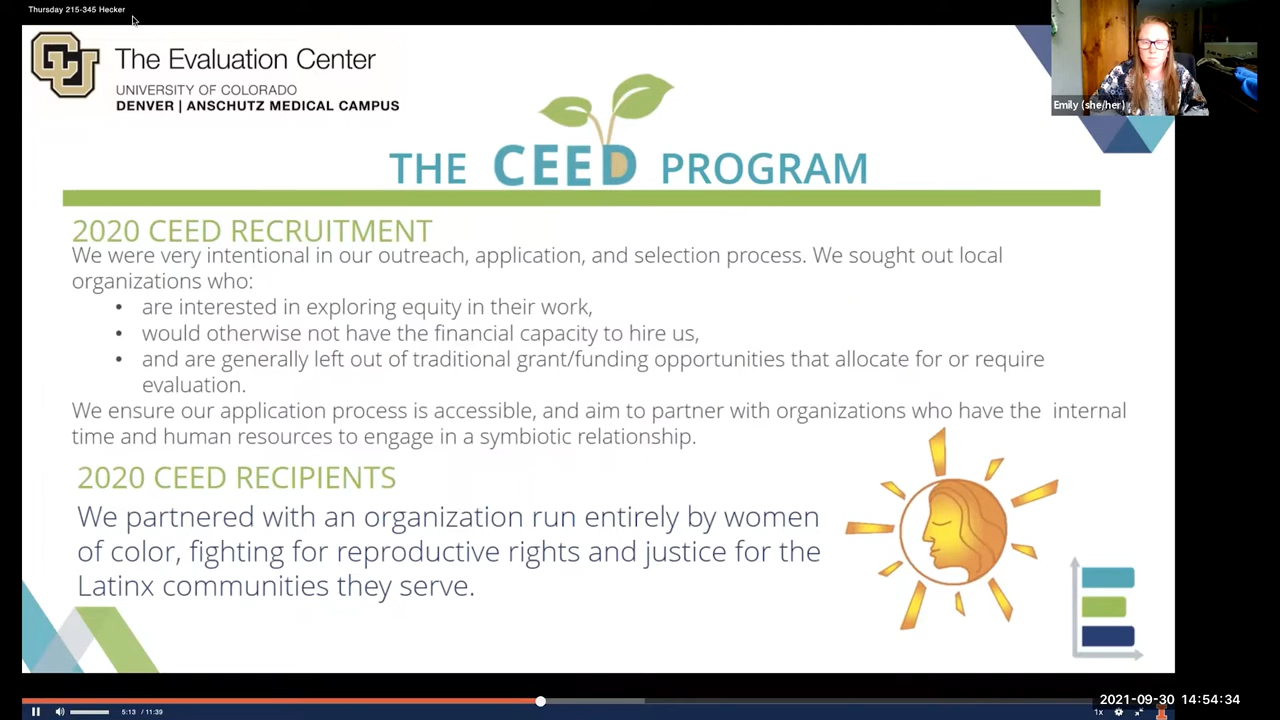 Thursday 215-345 Hecker
The Evaluation Center
UNIVERSITY OF COLORADO
DENVER | ANSCHUTZ MEDICAL CAMPUS
Emily (she/her)
THE CEED PROGRAM
2020 CEED RECRUITMENT
We were very intentional in our outreach, application, and selection process. We sought out local
organizations who:
• are interested in exploring equity in their work,
• would otherwise not have the financial capacity to hire us,
• and are generally left out of traditional grant/funding opportunities that allocate for or require
evaluation.
We ensure our application process is accessible, and aim to partner with organizations who have the internal
time and human resources to engage in a symbiotic relationship.
2020 CEED RECIPIENTS
We partnered with an organization run entirely by women
of color, fighting for reproductive rights and justice for the
Latinx communities they serve.
2021-09-30 14:54:34
5:13 / 11:39
1x